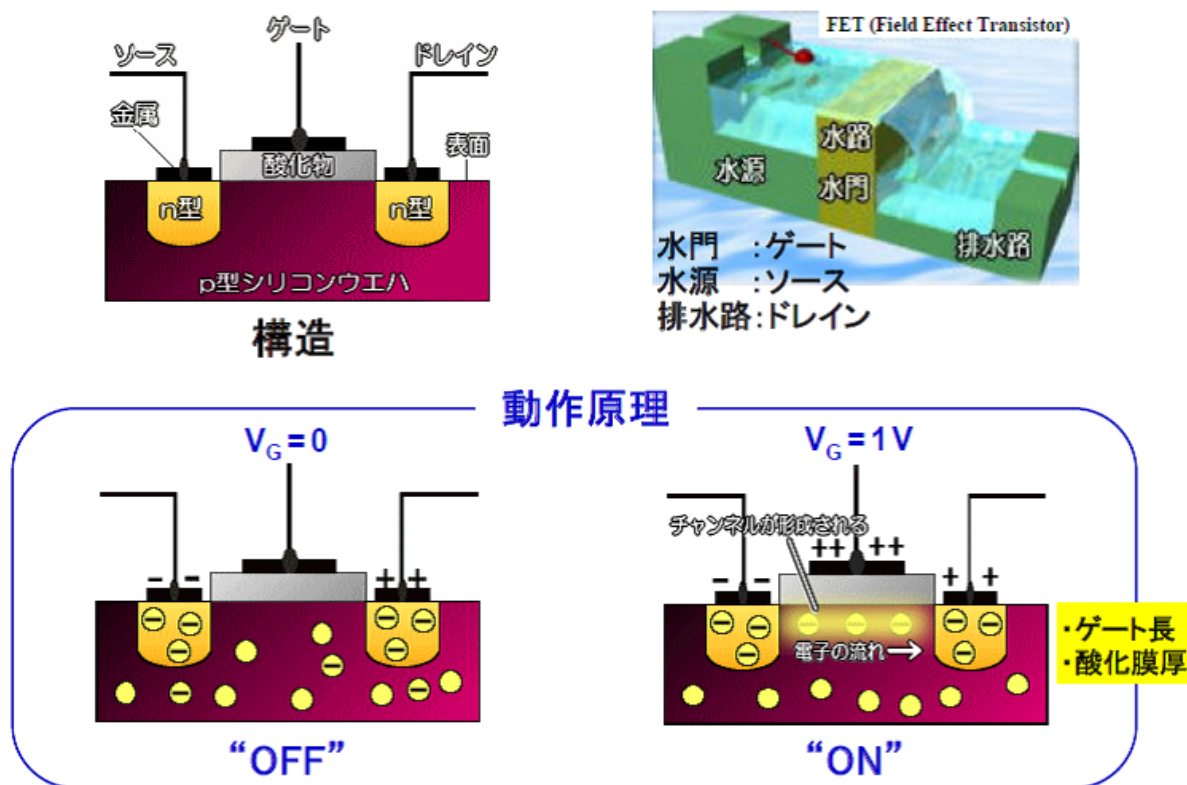 ゲート
ソース
ドレイン
金属
酸化物
表面
n型
n型
p型シリコンウエハ
構造
FET (Field Effect Transistor)
水路
水源
水門
排水路
水門 :ゲート
水源 :ソース
排水路:ドレイン
動作原理
VG=0
- -
++
“OFF”
VG=1V
チャンネルが形成される
++ ++
- -
+ +
電子の流れ→
“ON”
・ゲート長
・酸化膜厚